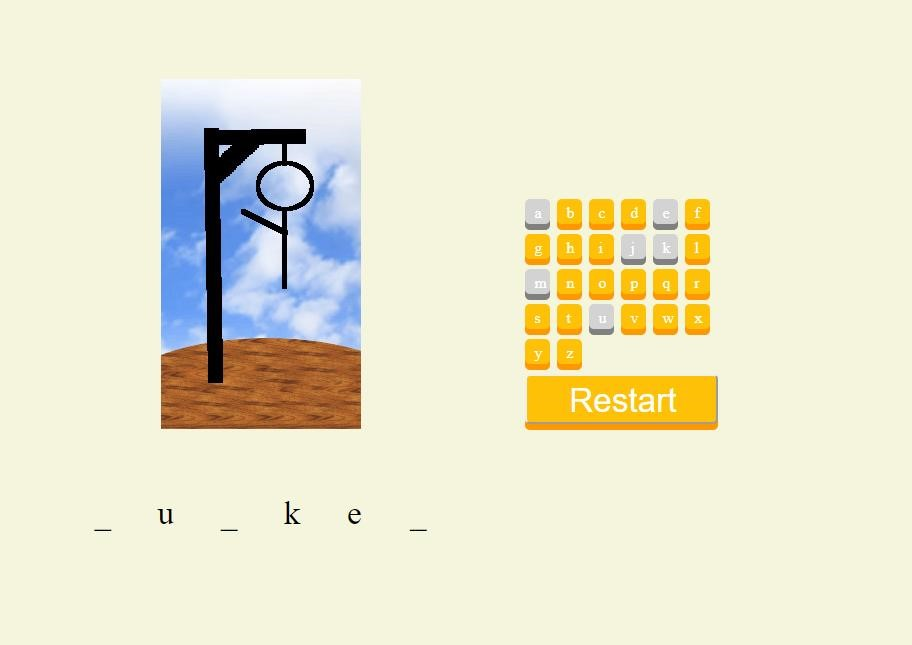 a b c d e f
g h i j k l
m n o p q r
s t u v w x
y z
Restart
_ u _ k e _